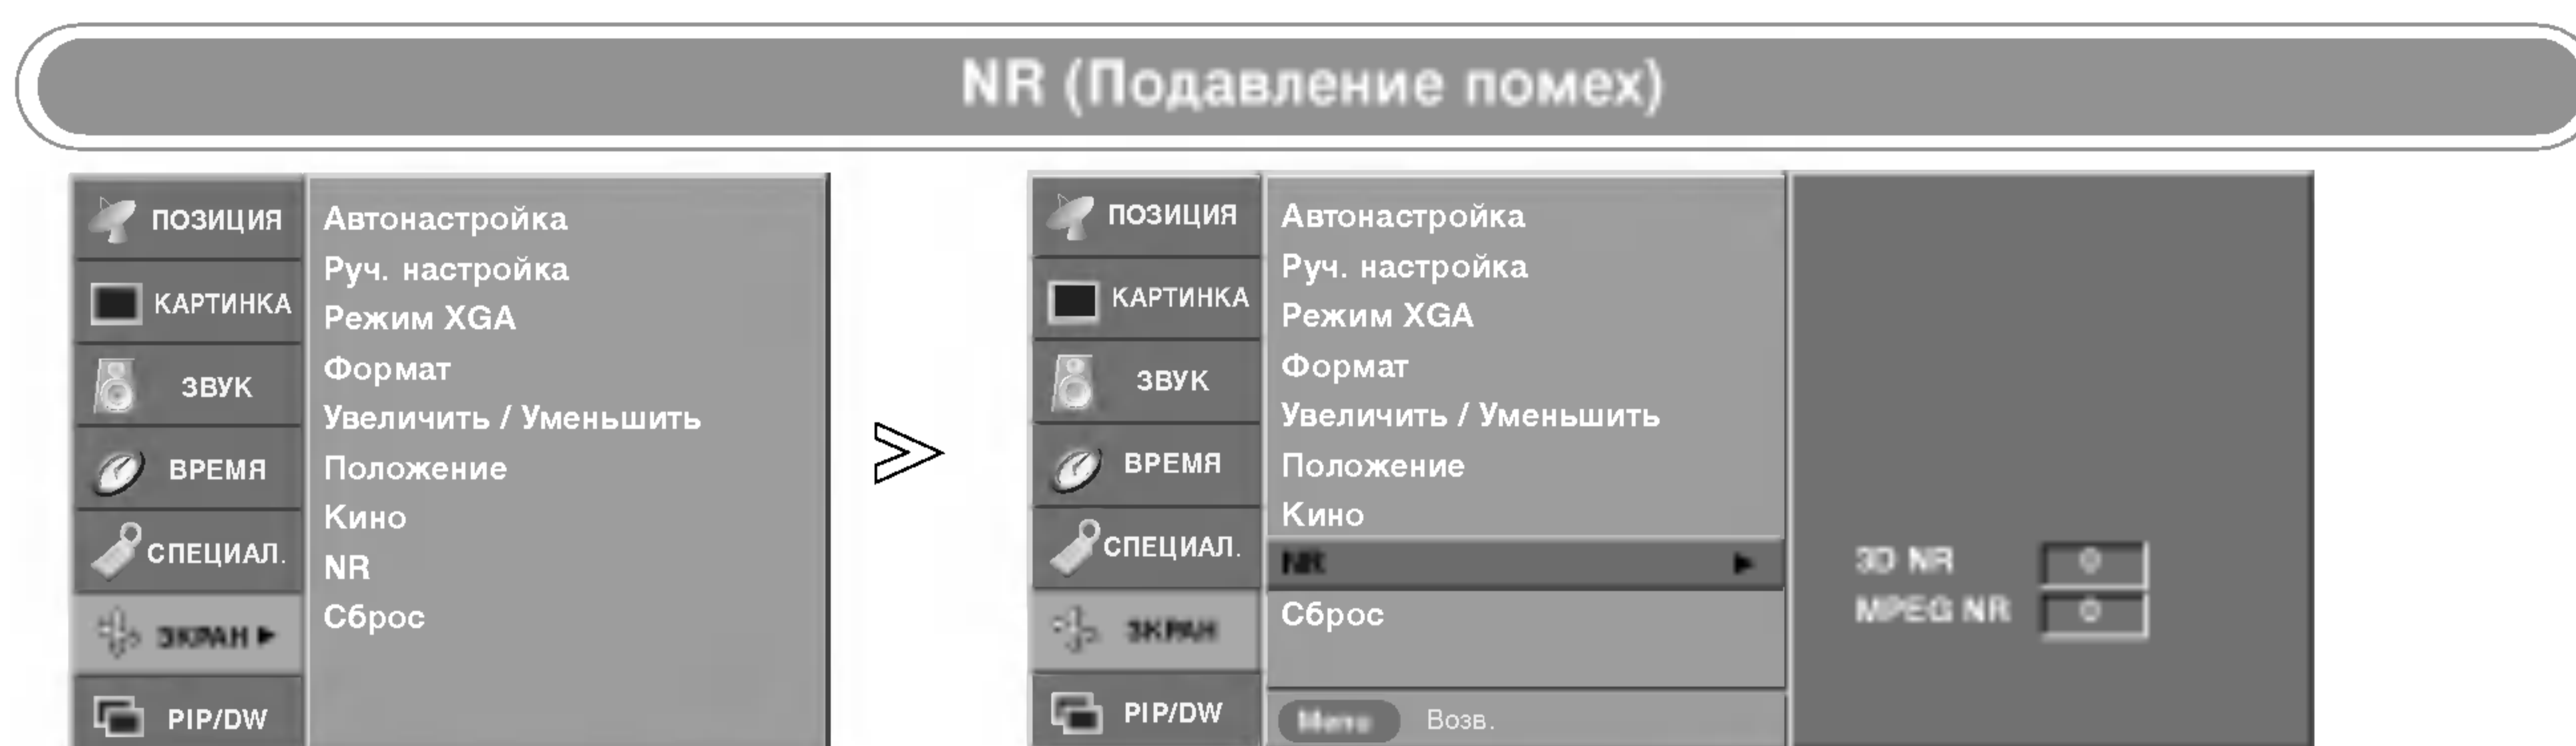 NR (Подавление помех)
ПОЗИЦИЯ
КАРТИНКА
ЗВУК
ВРЕМЯ
СПЕЦИАЛ.
ЭКРАН ►
PIP/DW
Автонастройка
Руч. настройка
Режим XGA
Формат
Увеличить / Уменьшить
Положение
Кино
NR
Сброс
ПОЗИЦИЯ
КАРТИНКА
ЗВУК
ВРЕМЯ
СПЕЦИАЛ.
ЭКРАН
PIP/DW
Автонастройка
Руч. настройка
Режим XGA
Формат
Увеличить / Уменьшить
Положение
Кино
NR ►
Сброс
Menu Возв.
3D NR 0
MPEG NR 0